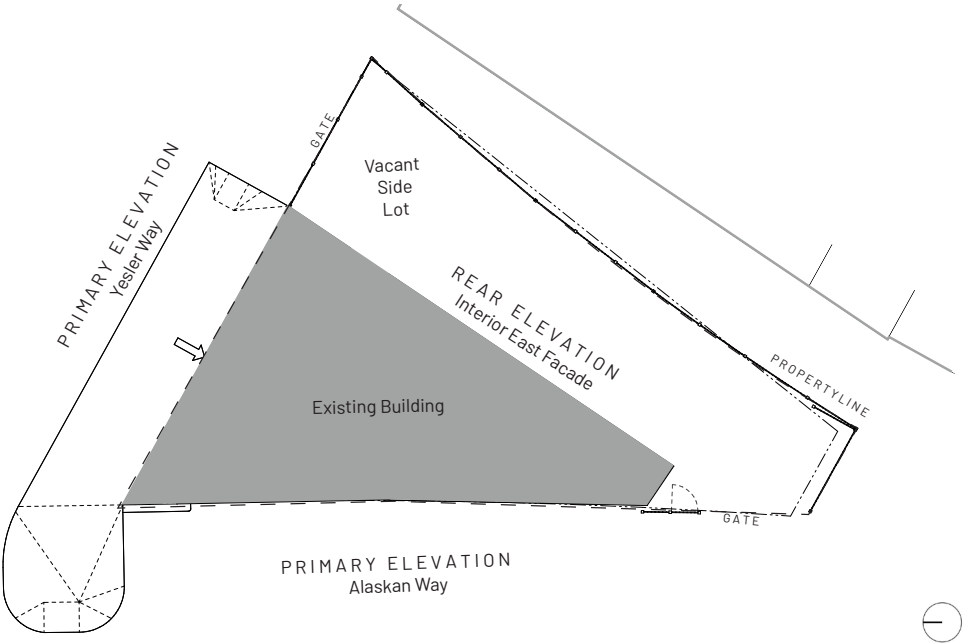 GATE
Vacant
Side
Lot
PRIMARY ELEVATION
Yesler Way
REAR ELEVATION
Interior East Facade
PROPERTYLINE
Existing Building
GATE
PRIMARY ELEVATION
Alaskan Way